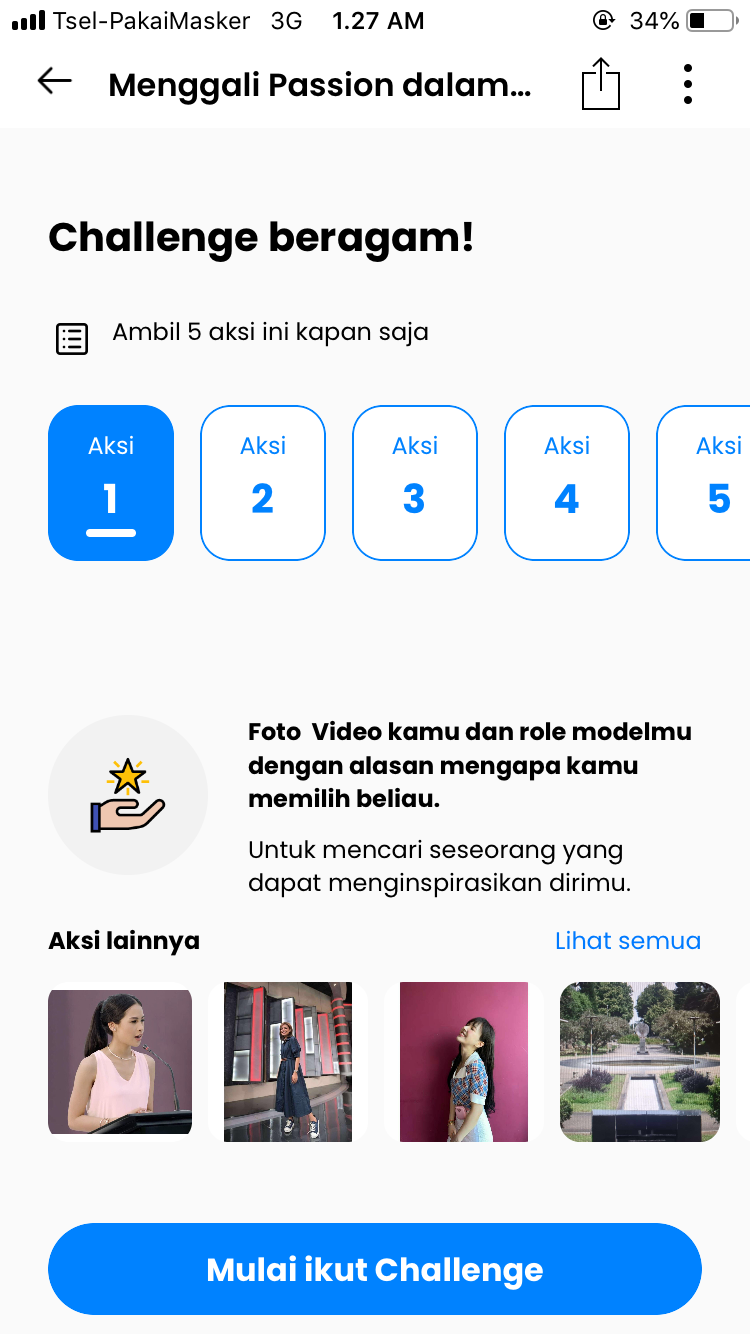 Tsel-PakaiMasker 3G 1.27 AM 34%
Menggali Passion dalam...
Challenge beragam!
Ambil 5 aksi ini kapan saja
Aksi Aksi Aksi Aksi Aksi
1 2 3 4 5
Foto  Video kamu dan role modelmu
dengan alasan mengapa kamu
memilih beliau.
Untuk mencari seseorang yang
dapat menginspirasikan dirimu.
Aksi lainnya Lihat semua
Mulai ikut Challenge